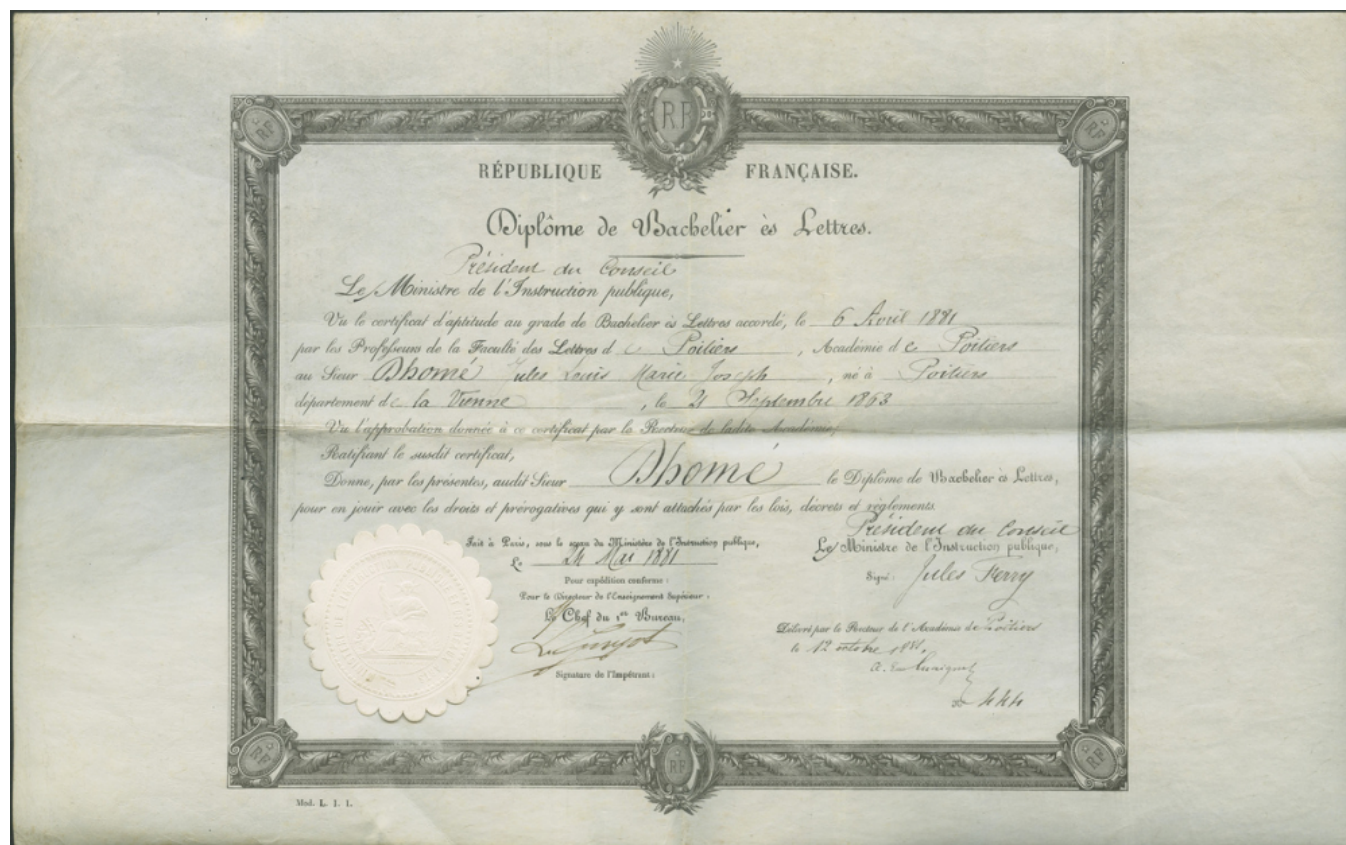 RF
RF
RF
RÉPUBLIQUE FRANÇAISE.
Diplôme de Bachelier ès Lettres.
Président du Conseil
Le Ministre de l'Instruction publique,
Vu le certificat d'aptitude au grade de Bachelier ès Lettres accordé, le 6 Avril 1881
par les Professeurs de la Faculté des Lettres de Poitiers, Académie de Poitiers
au Sieur Dhomé Jules Louis Marie Joseph, né à Poitiers
département de la Vienne, le 21 Septembre 1863
Vu l'approbation donnée à ce certificat par le Recteur de ladite Académie,
Ratifiant le susdit certificat,
Donne, par les présentes, audit Sieur Dhomé le Diplôme de Bachelier ès Lettres,
pour en jouir avec les droits et prérogatives qui y sont attachés par les lois, décrets et règlements.
Fait à Paris, sous le sceau du Ministère de l'Instruction publique,
Le 24 Mai 1881
Pour expédition conforme :
Pour le Directeur de l'Enseignement Supérieur :
Le Chef du 1er Bureau,
Signature de l'Impétrant :
Président du Conseil
Le Ministre de l'Instruction publique,
Signé : Jules Ferry
Délivré par le Recteur de l'Académie de Poitiers
le 12 octobre 1881.
444
RF
RF
RF
Mod. L. 1. 1.